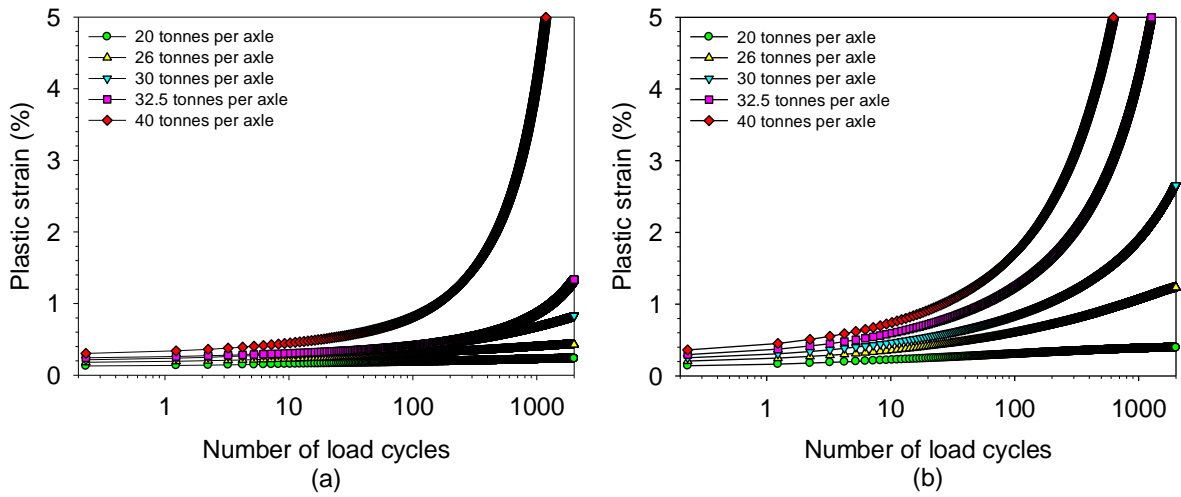 5
4
3
2
1
0
Plastic strain (%)
20 tonnes per axle
26 tonnes per axle
30 tonnes per axle
32.5 tonnes per axle
40 tonnes per axle
1 10 100 1000
Number of load cycles
(a)
5
4
3
2
1
0
Plastic strain (%)
20 tonnes per axle
26 tonnes per axle
30 tonnes per axle
32.5 tonnes per axle
40 tonnes per axle
1 10 100 1000
Number of load cycles
(b)